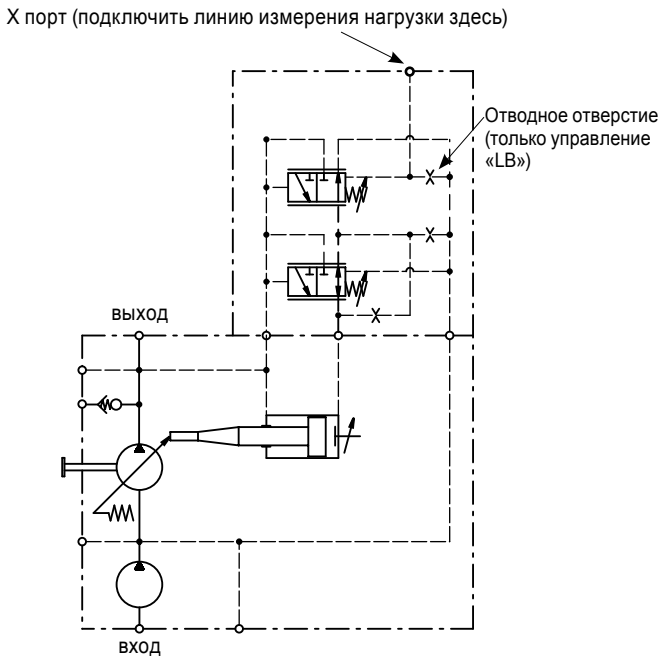 X порт (подключить линию измерения нагрузки здесь)
Отводное отверстие
(только управление
«LB»)
выход
вход